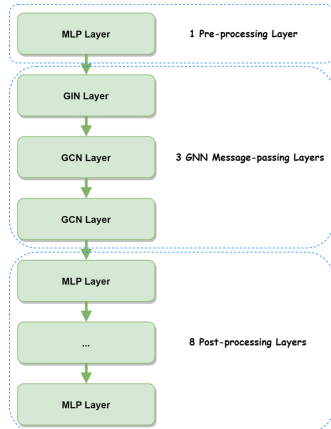 MLP Layer
1 Pre-processing Layer
GIN Layer
GCN Layer
3 GNN Message-passing Layers
GCN Layer
MLP Layer
...
8 Post-processing Layers
MLP Layer